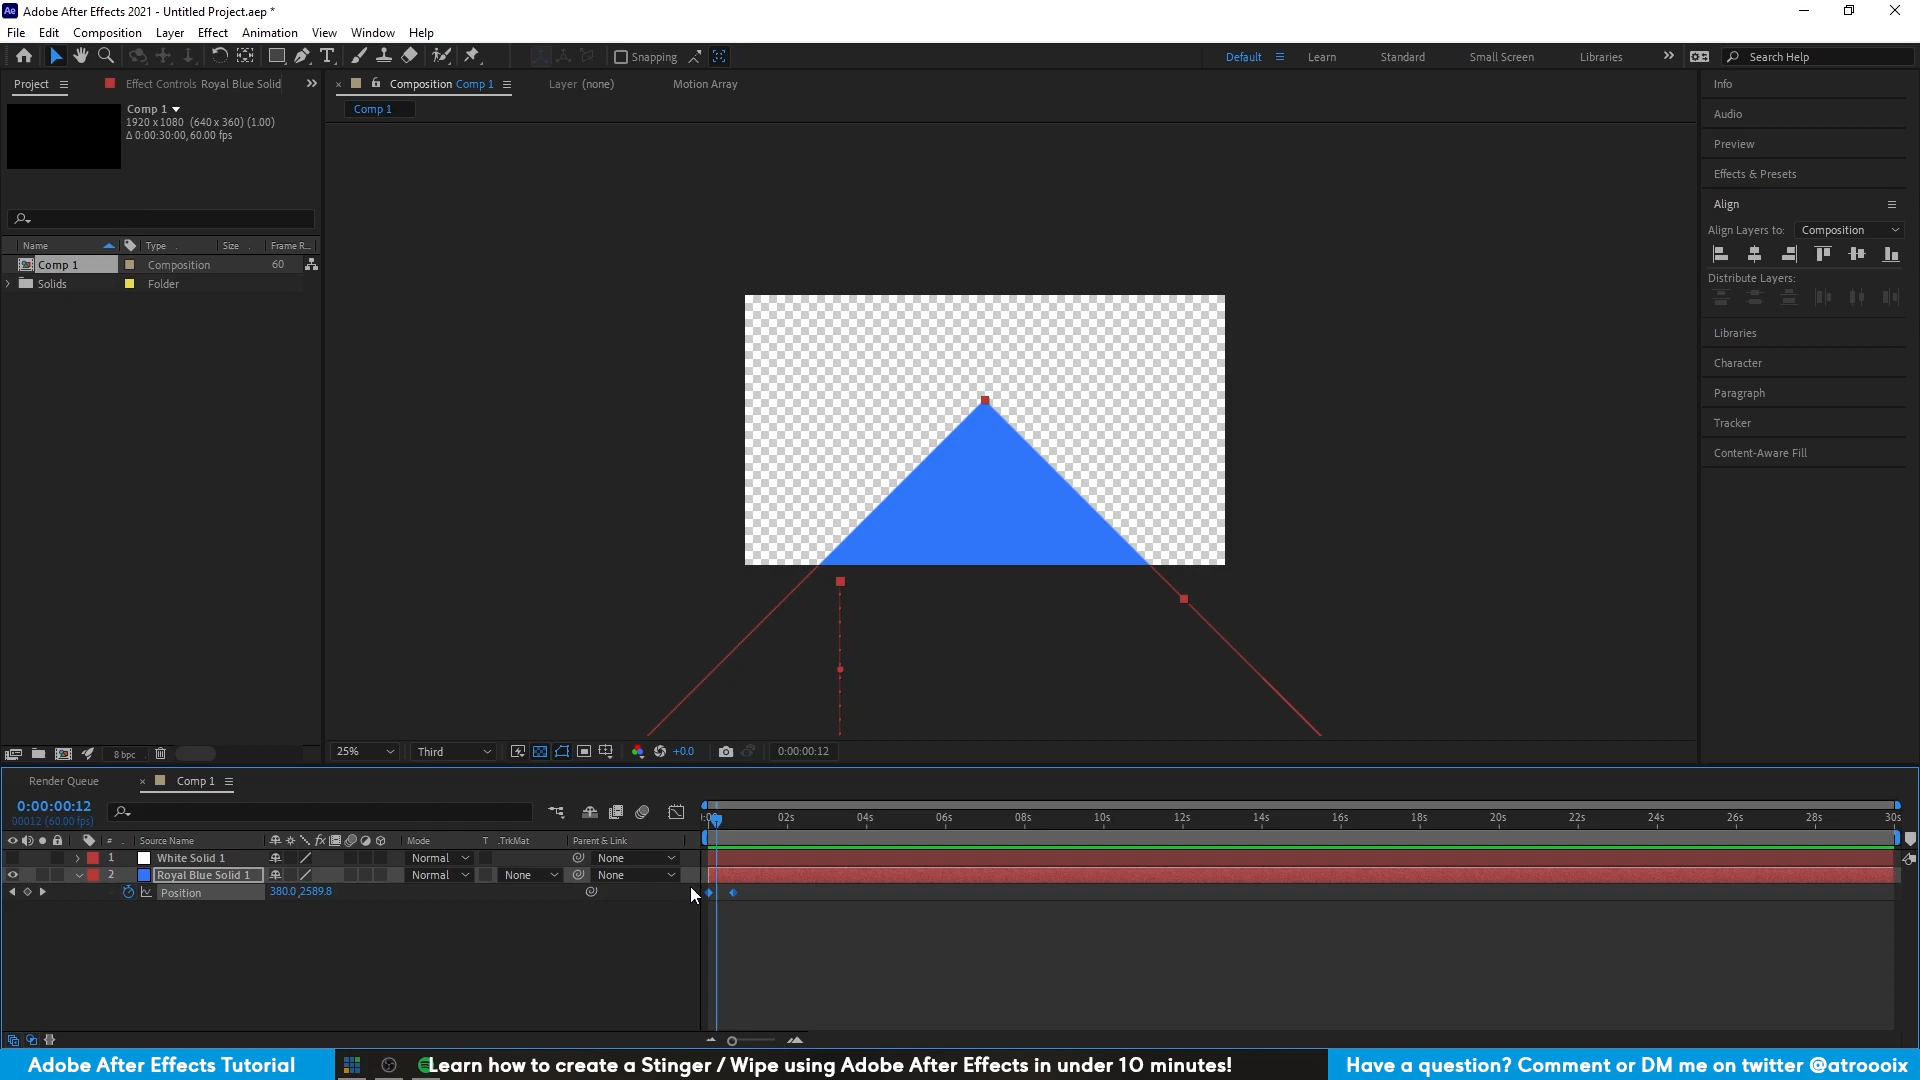 Adobe After Effects 2021 - Untitled Project.aep *
File Edit Composition Layer Effect Animation View Window Help
Snapping Default Learn Standard Small Screen Libraries Search Help
Project Effect Controls Royal Blue Solid Composition Comp 1 Layer (none) Motion Array
Info
Comp 1
1920 x 1080 (640 x 360) (1.00)
Δ 0:00:30:00, 60.00 fps
Comp 1
Audio
Preview
Effects & Presets
Align
Align Layers to: Composition
Distribute Layers:
Name Type Size Frame R...
Comp 1 Composition 60
Solids Folder
Libraries
Character
Paragraph
Tracker
Content-Aware Fill
8 bpc
25% Third +0.0 0:00:00:12
Render Queue Comp 1
0:00:00:12
00012 (60.00 fps)
02s 04s 06s 08s 10s 12s 14s 16s 18s 20s 22s 24s 26s 28s 30s
# Source Name fx Mode T .TrkMat Parent & Link
1 White Solid 1 Normal None
2 Royal Blue Solid 1 Normal None None
Position 380.0,2589.8
Adobe After Effects Tutorial
Learn how to create a Stinger / Wipe using Adobe After Effects in under 10 minutes!
Have a question? Comment or DM me on twitter @atroooix